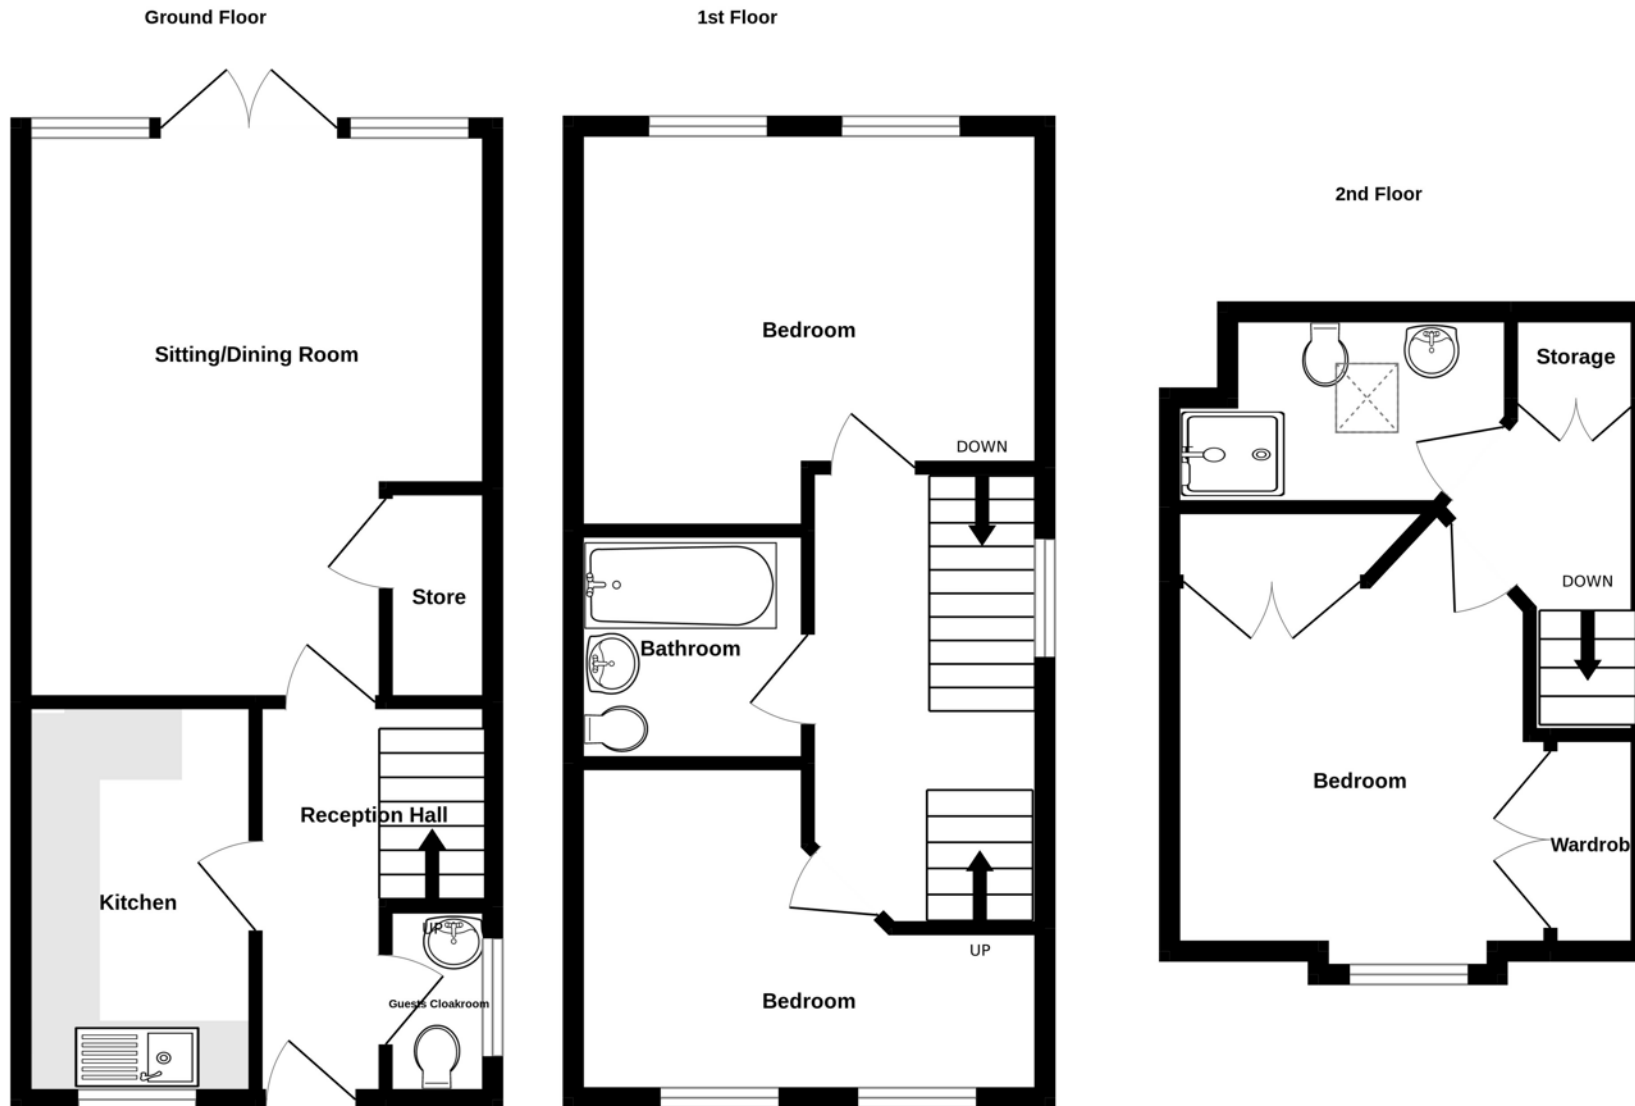 Ground Floor
Sitting/Dining Room
Store
Reception Hall
Kitchen
UP
Guests Cloakroom
1st Floor
Bedroom
DOWN
Bathroom
Bedroom
UP
2nd Floor
Storage
DOWN
Bedroom
Wardrob